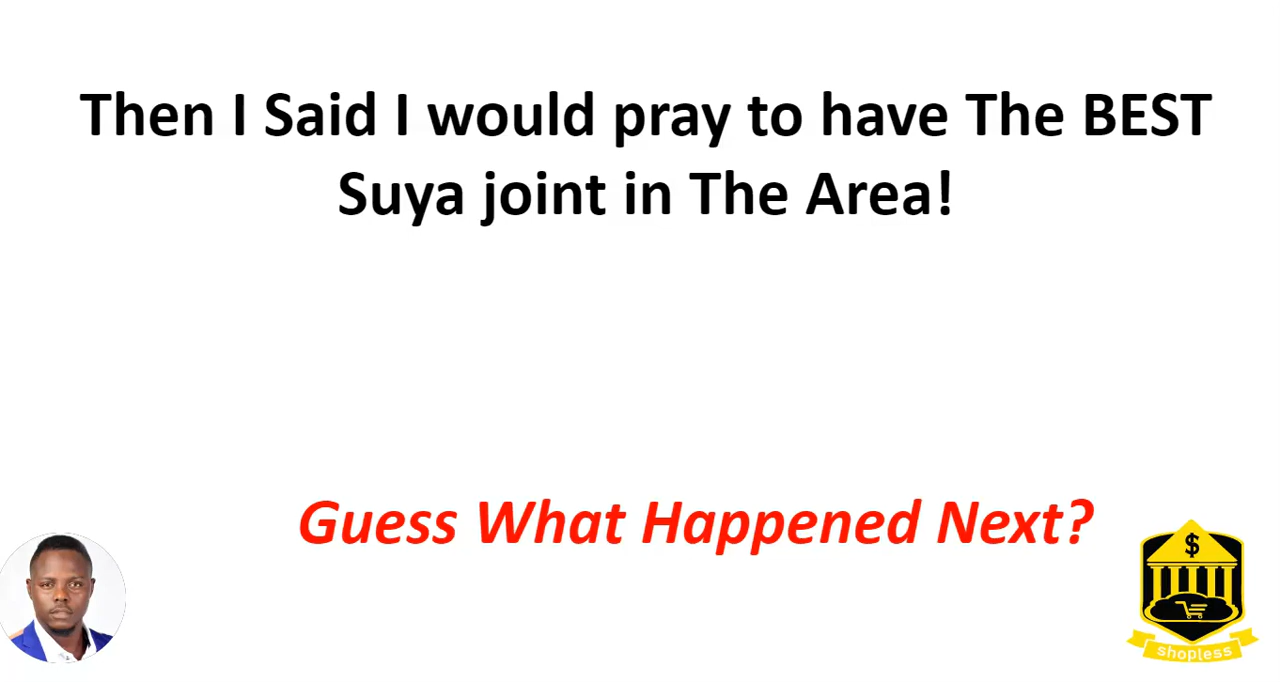 Then I Said I would pray to have The BEST
Suya joint in The Area!
Guess What Happened Next?
$
shopless